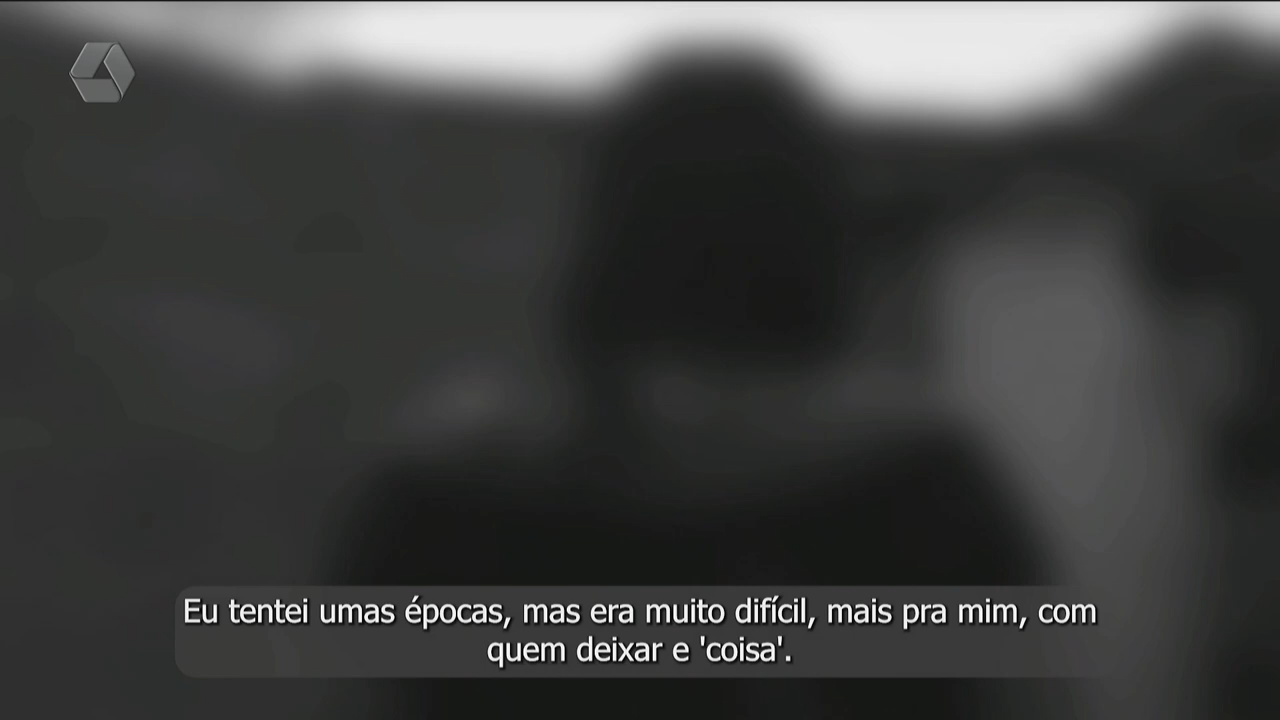 Eu tentei umas épocas, mas era muito difícil, mais pra mim, com
quem deixar e 'coisa'.